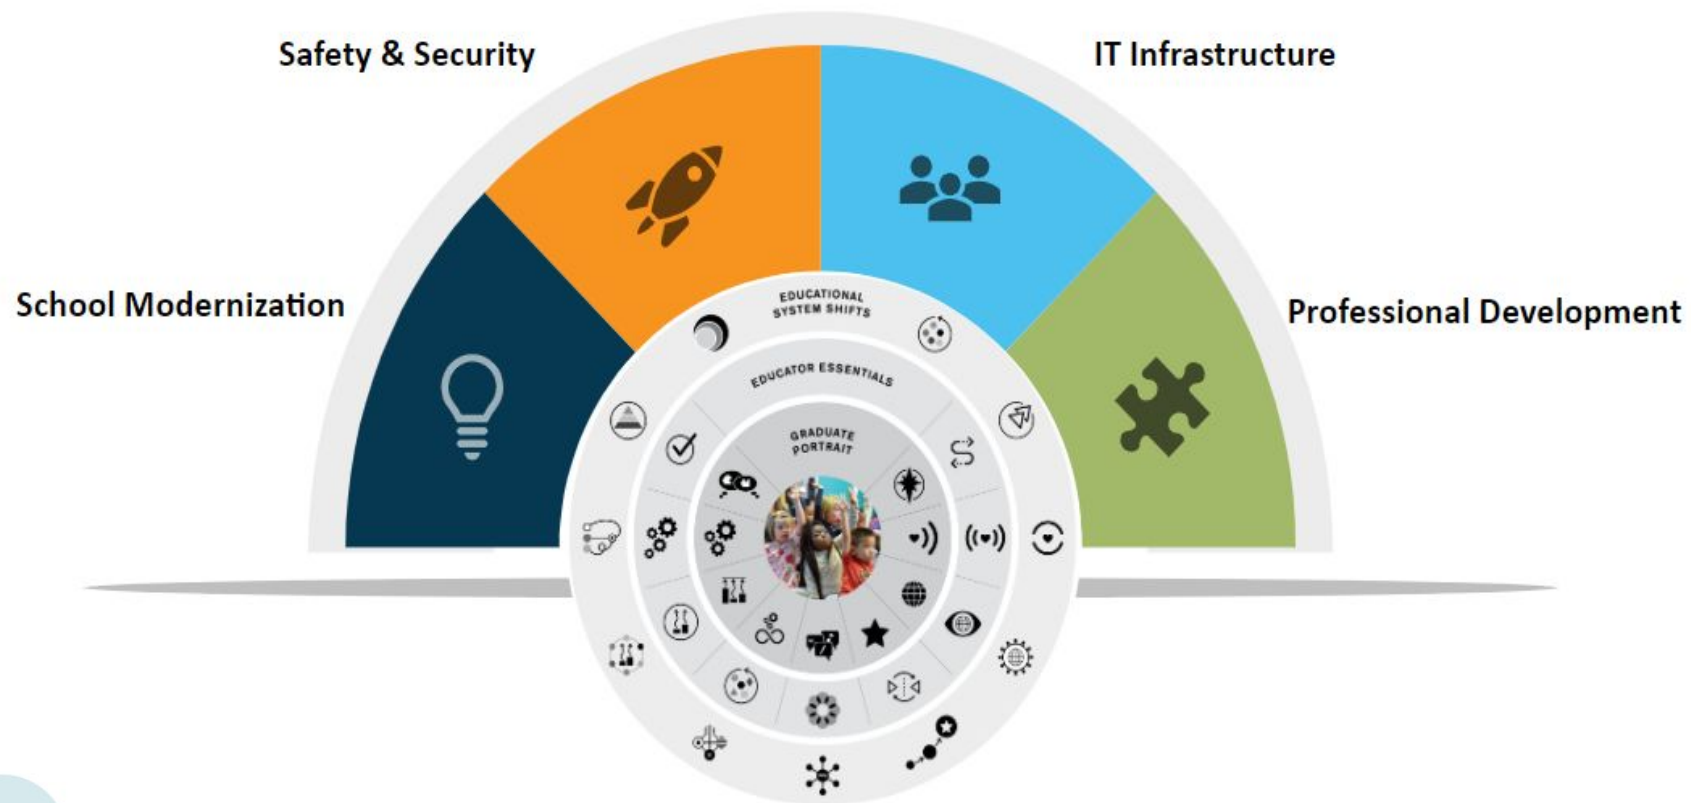 Safety & Security
IT Infrastructure
School Modernization
Professional Development
EDUCATIONAL
SYSTEM SHIFTS
EDUCATOR ESSENTIALS
GRADUATE
PORTRAIT